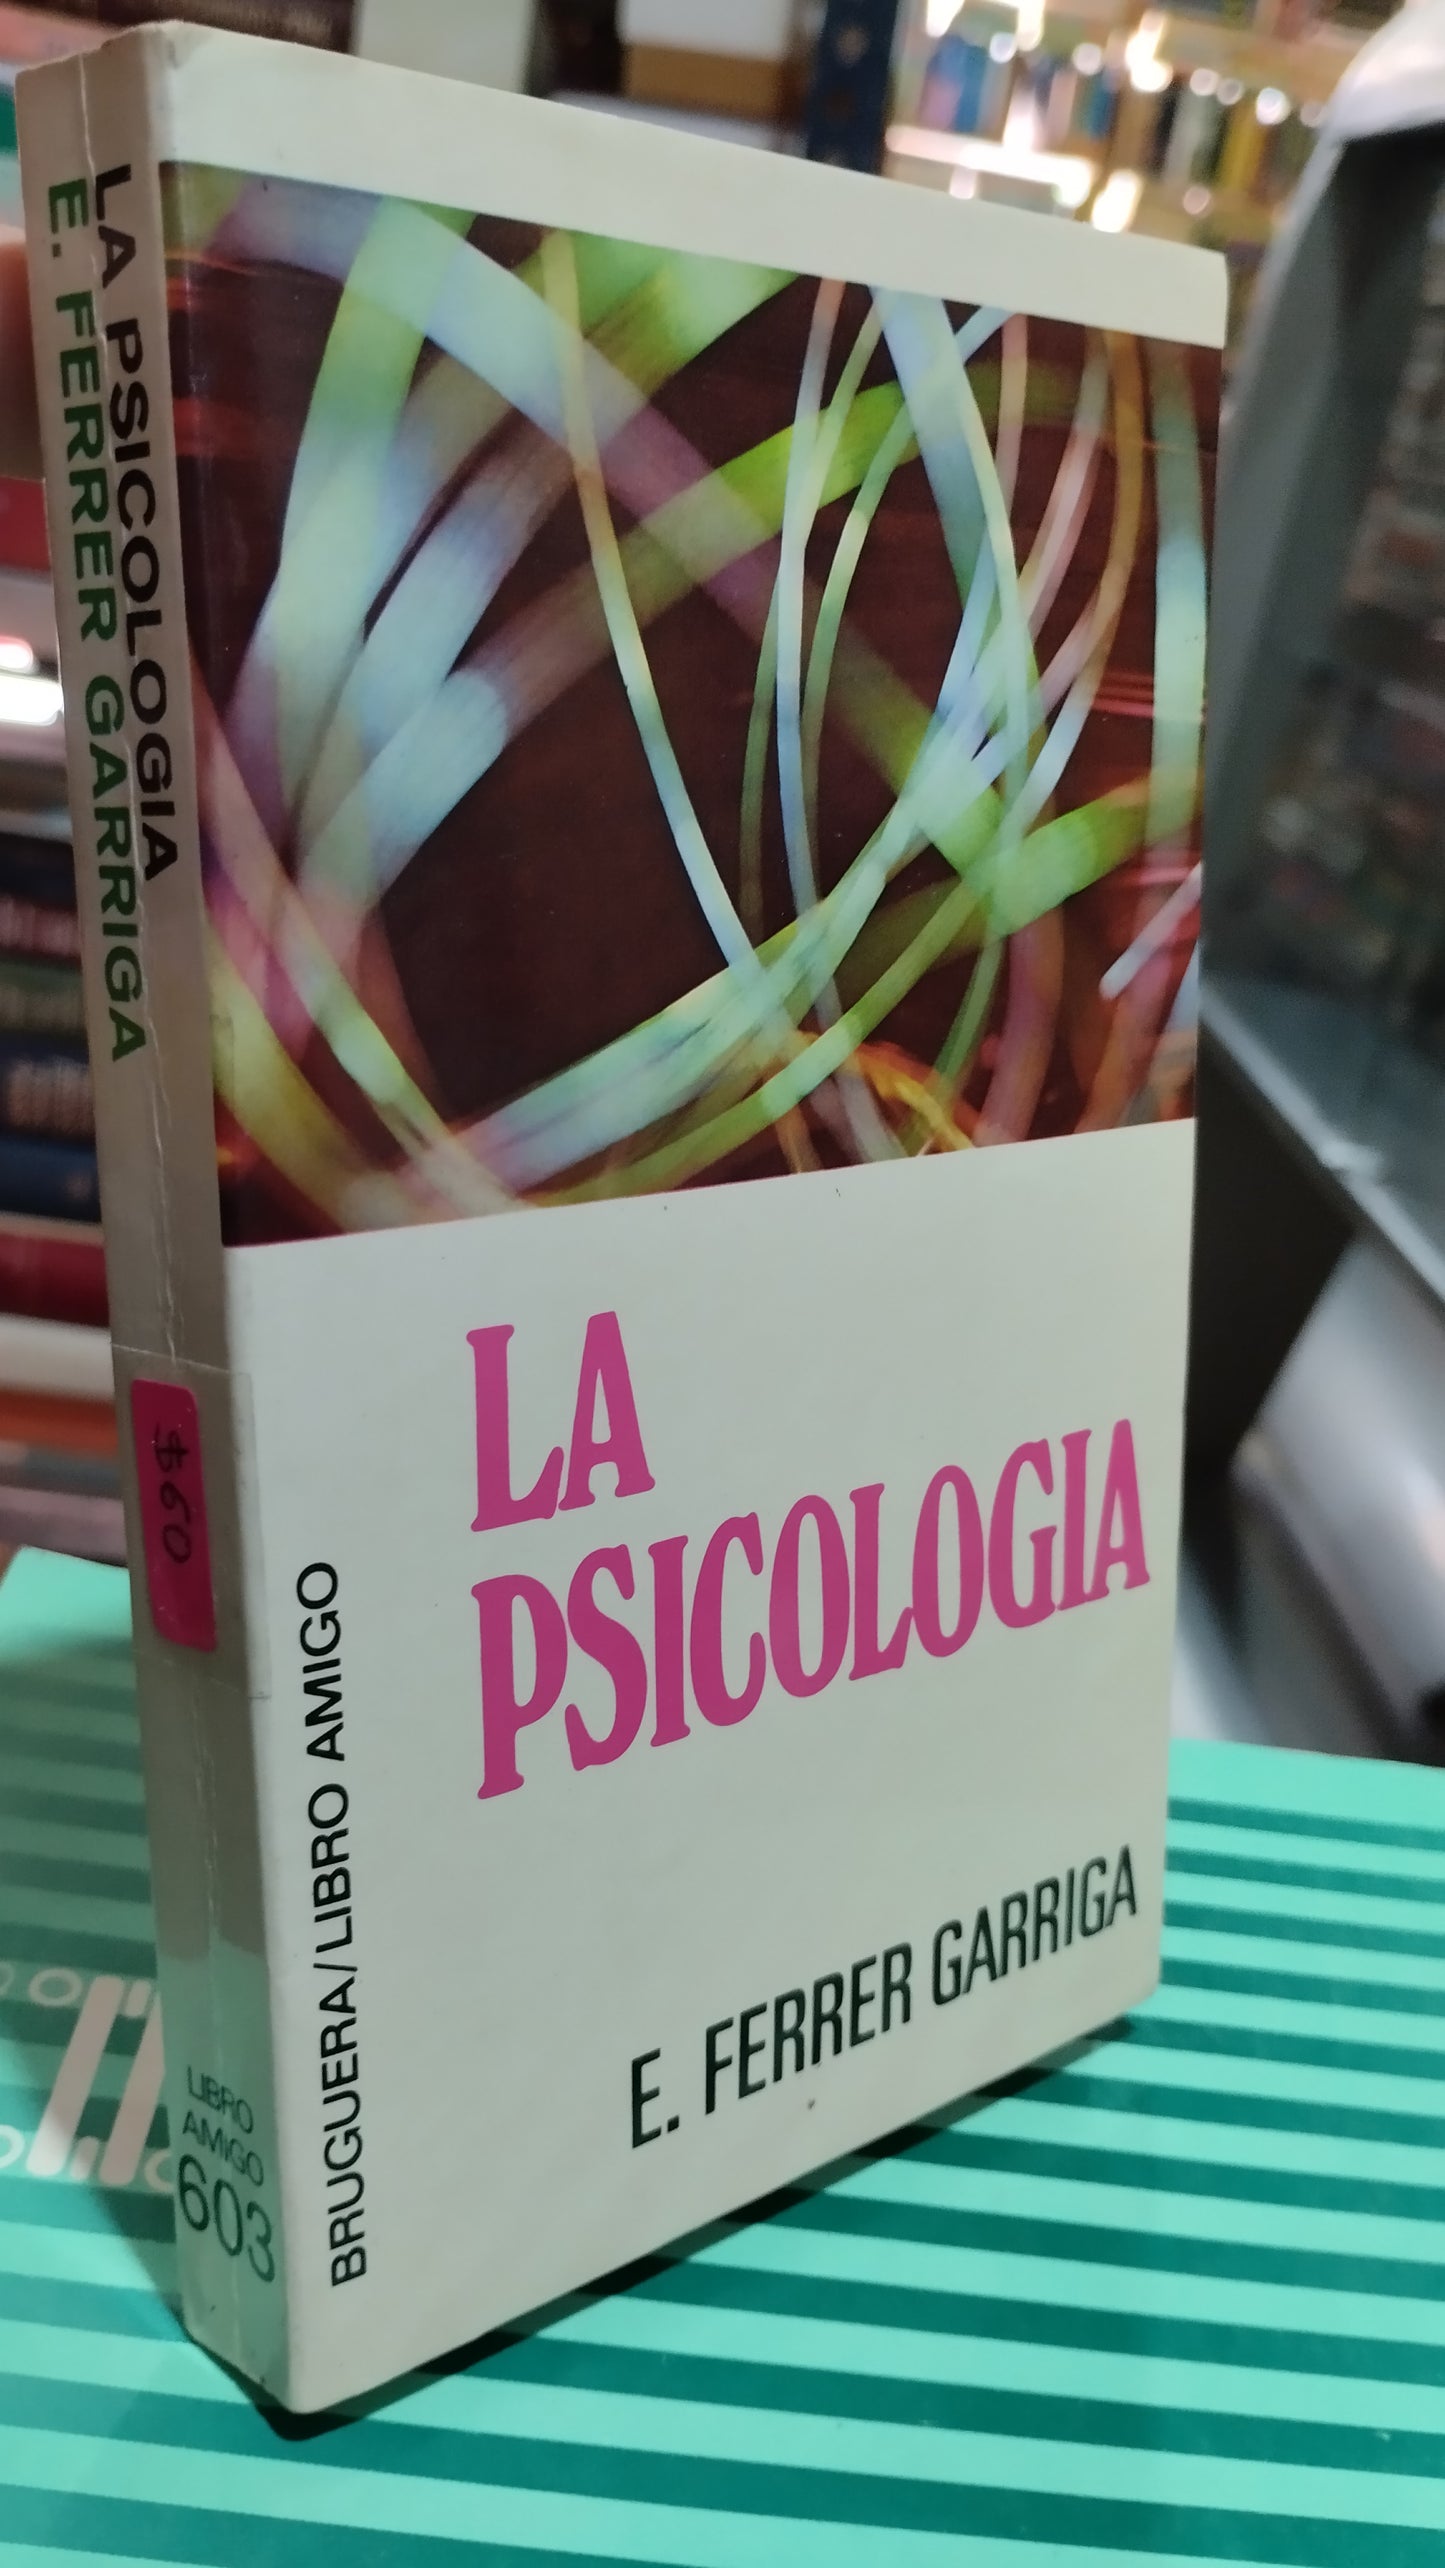 LA PSICOLOGIA
E. FERRER GARRIGA
$60
LIBRO
AMIGO
603
BRUGUERA/LIBRO AMIGO
LA
PSICOLOGIA
E. FERRER GARRIGA